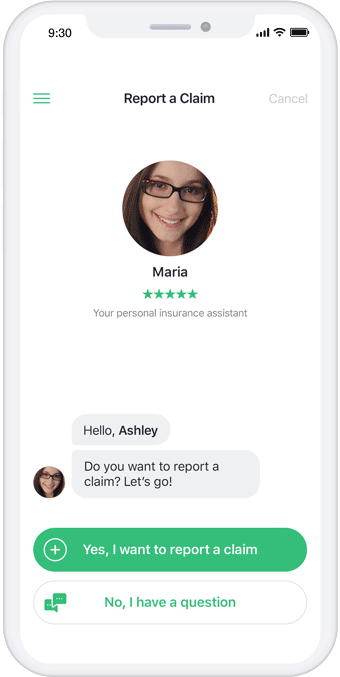 9:30
Report a Claim
Cancel
Maria
Your personal insurance assistant
Hello, Ashley
Do you want to report a
claim? Let’s go!
Yes, I want to report a claim
No, I have a question